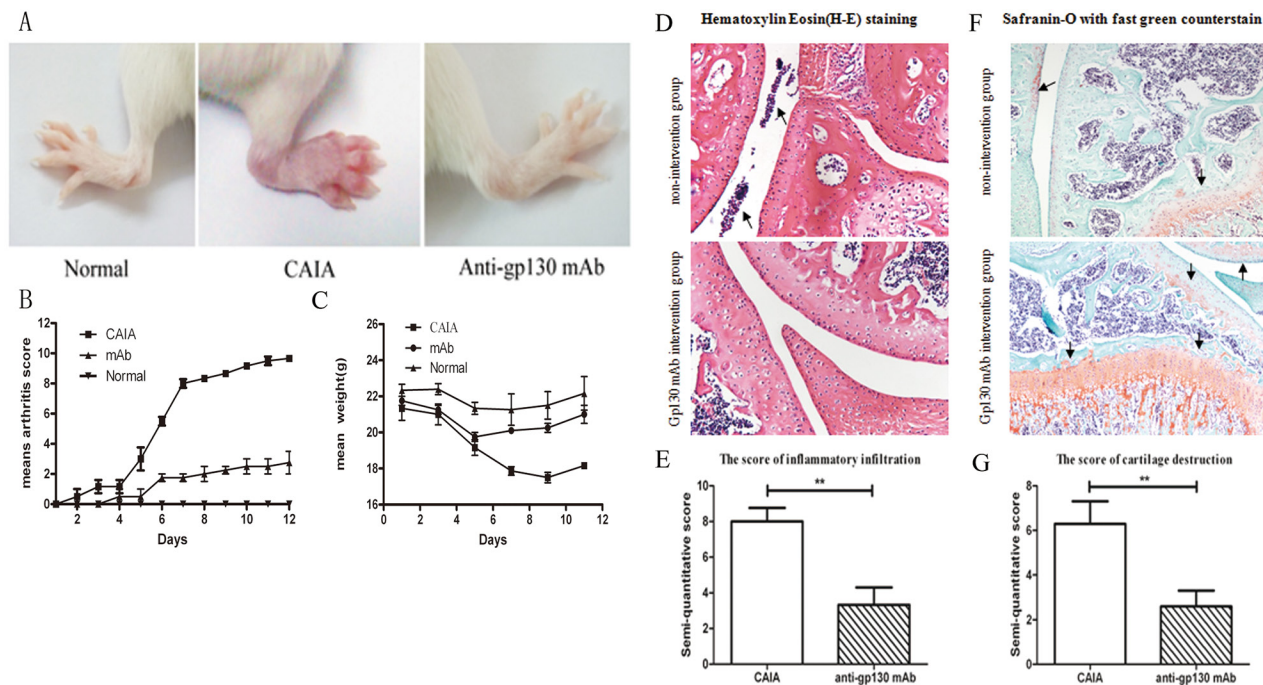 A
Normal
CAIA
Anti-gp130 mAb
B
means arthritis score
12
10
8
6
4
2
0
CAIA
mAb
Normal
2
4
6
8
10
12
Days
C
mean weight(g)
26
24
22
20
18
16
CAIA
mAb
Normal
0
2
4
6
8
10
12
Days
D
Hematoxylin Eosin(H-E) staining
non-intervention group
Gp130 mAb intervention group
E
The score of inflammatory infiltration
Semi-quantitative score
10
8
6
4
2
0
**
CAIA
anti-gp130 mAb
F
Safranin-O with fast green counterstain
non-intervention group
Gp130 mAb intervention group
G
The score of cartilage destruction
Semi-quantitative score
8
6
4
2
0
**
CAIA
anti-gp130 mAb